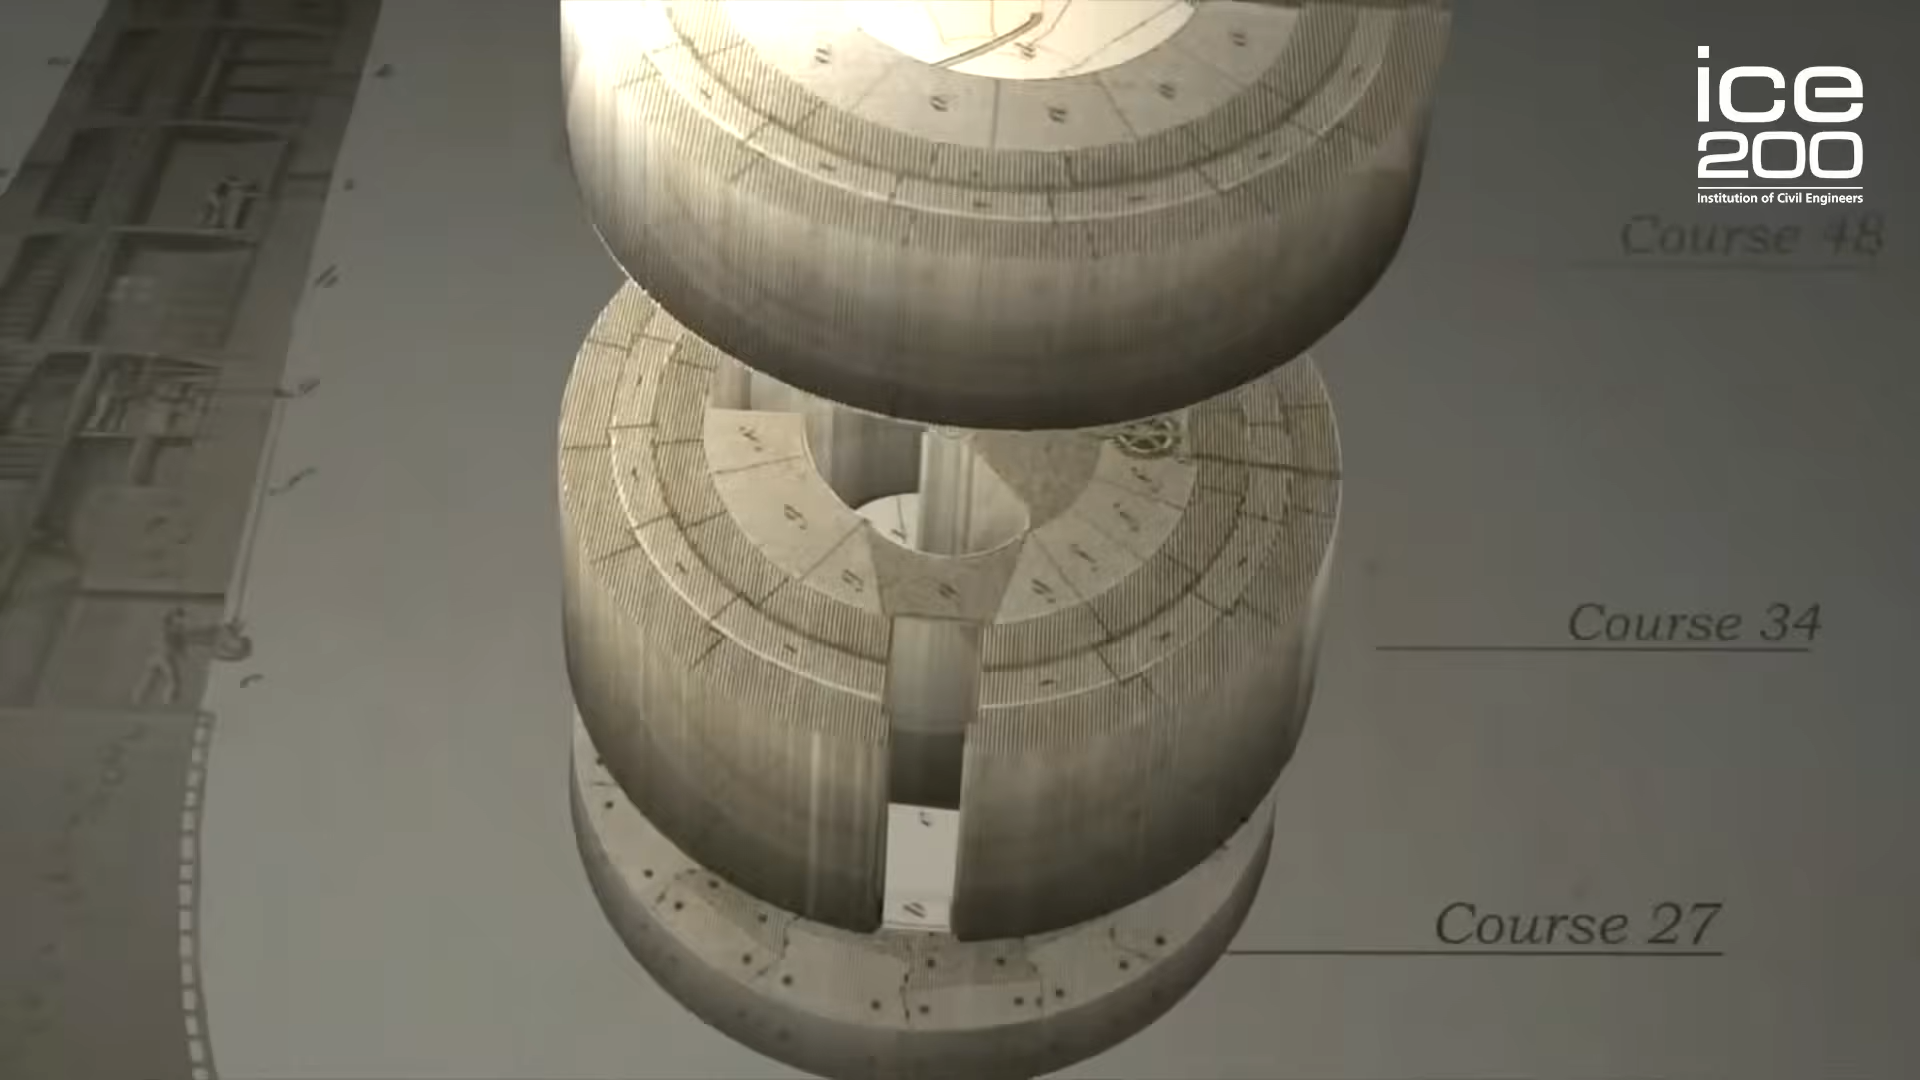 ice
200
Institution of Civil Engineers
Course 48
Course 34
Course 27